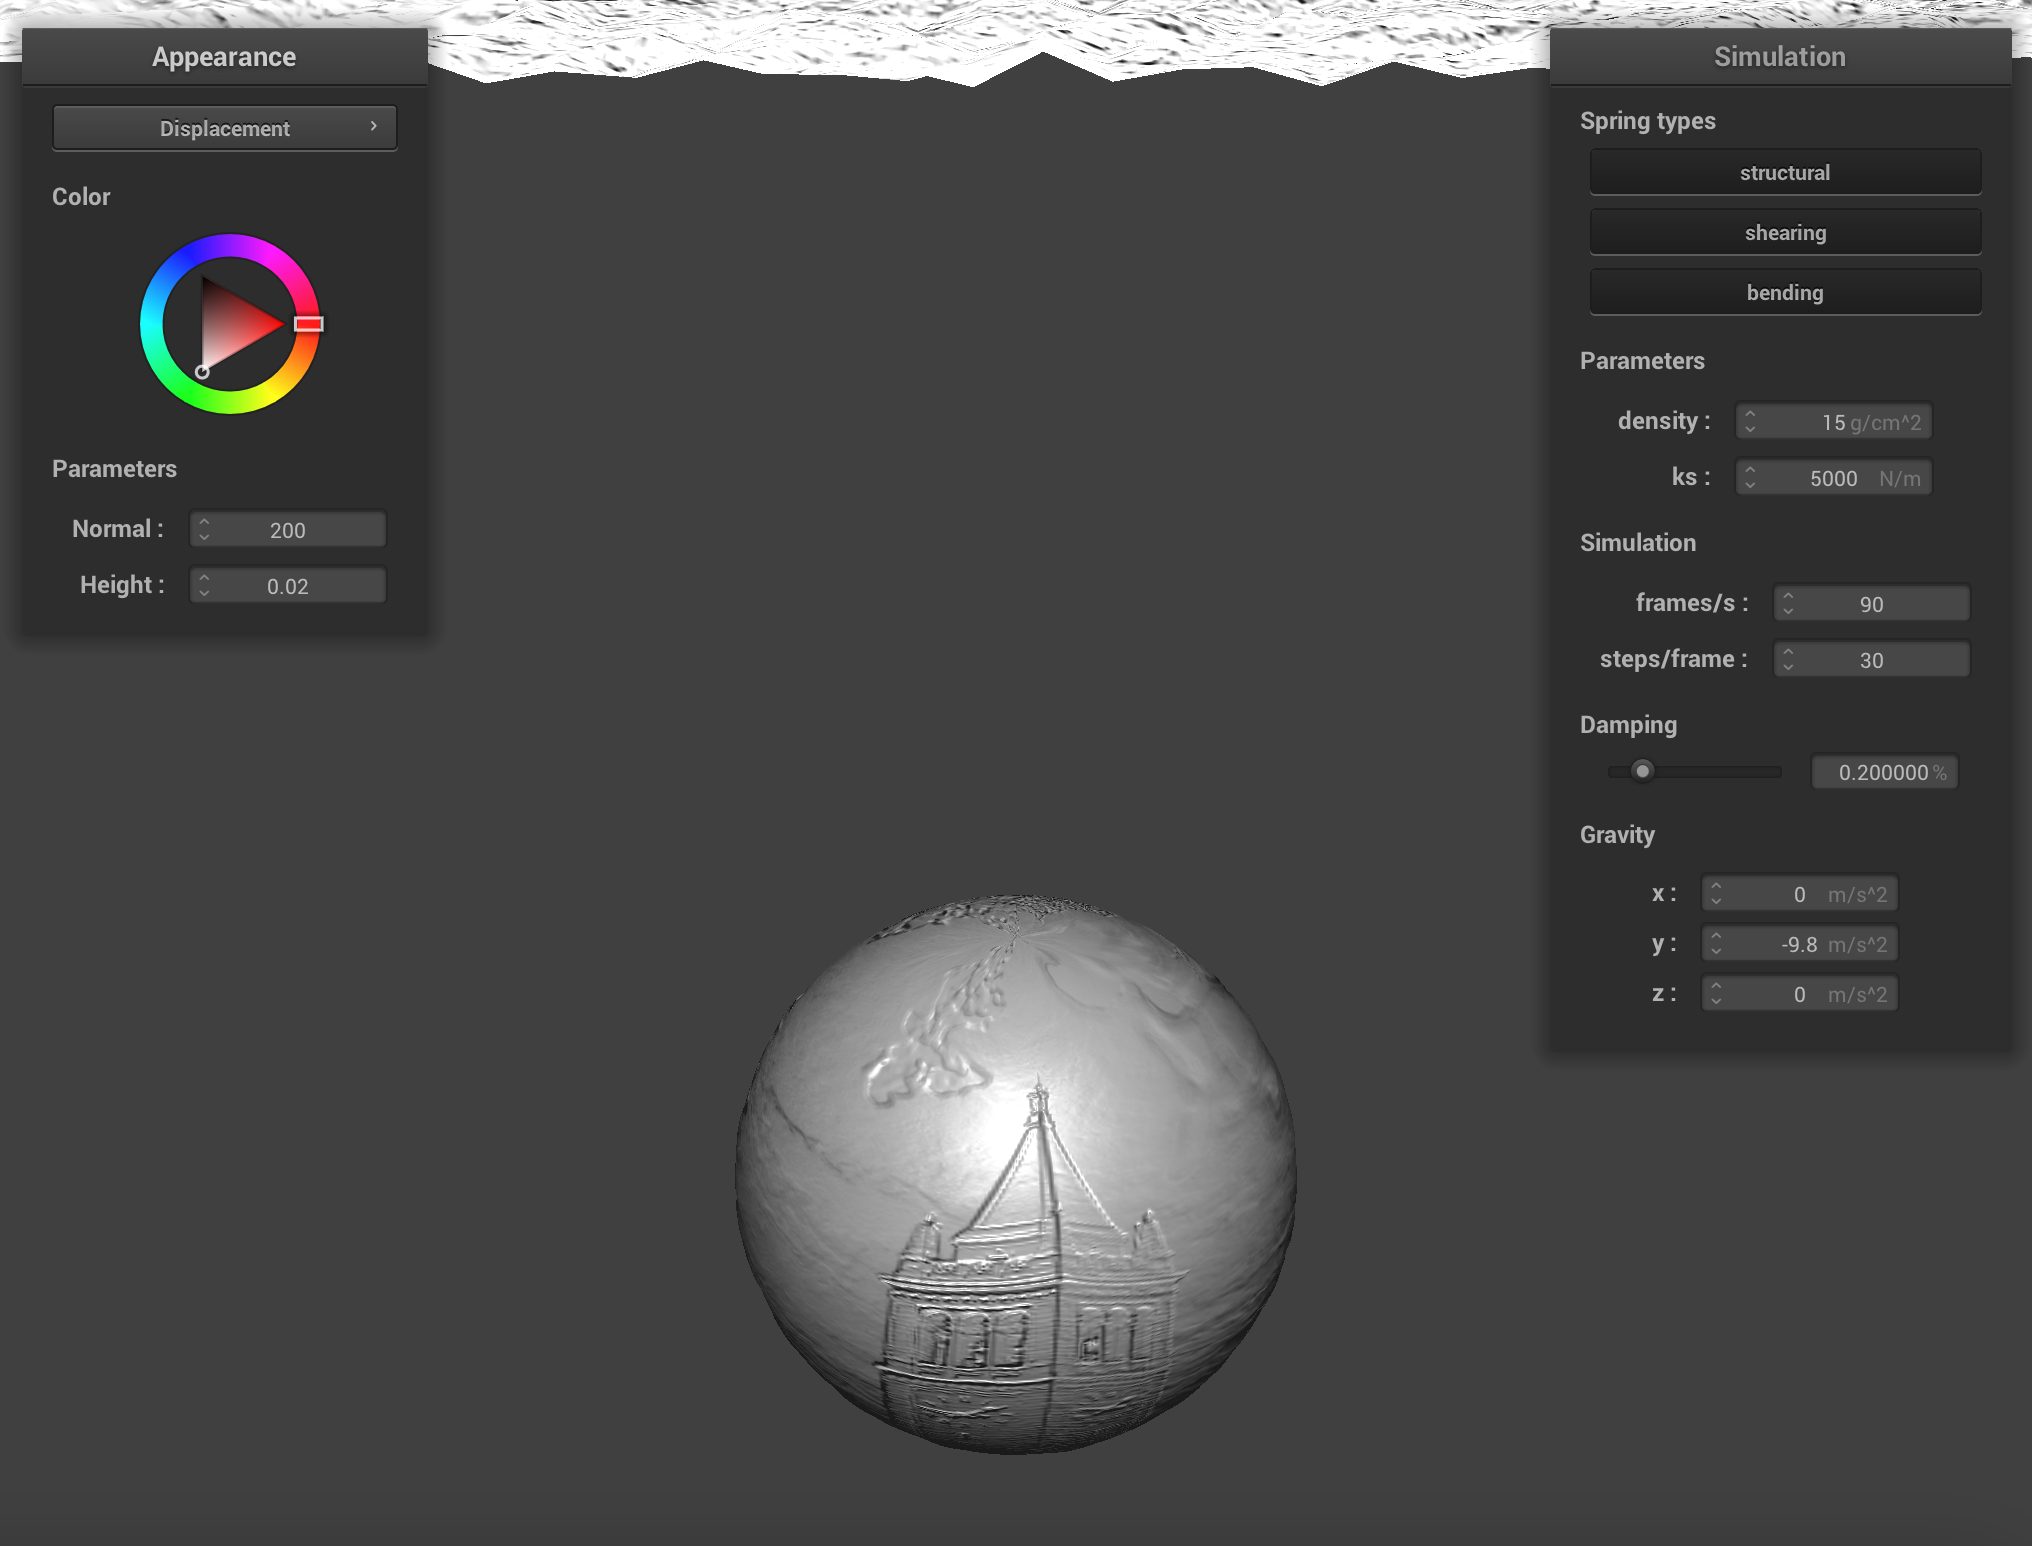 Appearance
Displacement
Color
Parameters
Normal : 200
Height : 0.02
Simulation
Spring types
structural
shearing
bending
Parameters
density : 15 g/cm^2
ks : 5000 N/m
Simulation
frames/s : 90
steps/frame : 30
Damping
0.200000 %
Gravity
x : 0 m/s^2
y : -9.8 m/s^2
z : 0 m/s^2